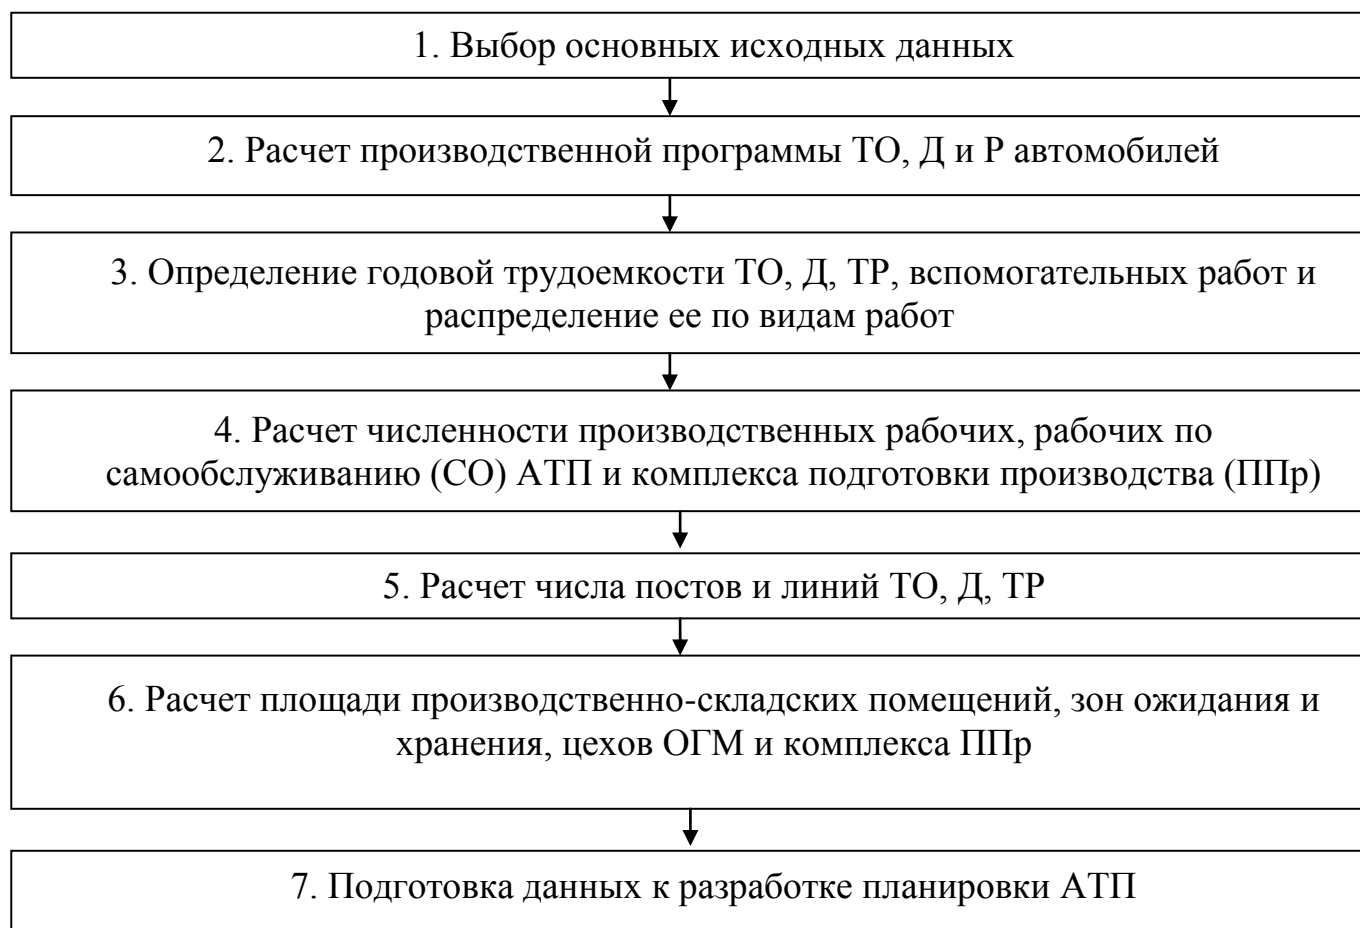 1. Выбор основных исходных данных
2. Расчет производственной программы ТО, Д и Р автомобилей
3. Определение годовой трудоемкости ТО, Д, ТР, вспомогательных работ и
распределение ее по видам работ
4. Расчет численности производственных рабочих, рабочих по
самообслуживанию (СО) АТП и комплекса подготовки производства (ППр)
5. Расчет числа постов и линий ТО, Д, ТР
6. Расчет площади производственно-складских помещений, зон ожидания и
хранения, цехов ОГМ и комплекса ППр
7. Подготовка данных к разработке планировки АТП